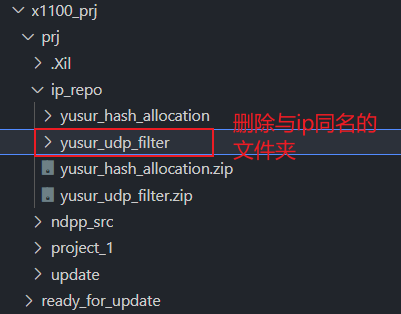 x1100_prj
prj
.Xil
ip_repo
yusur_hash_allocation
yusur_udp_filter
删除与ip同名的
文件夹
yusur_hash_allocation.zip
yusur_udp_filter.zip
ndpp_src
project_1
update
ready_for_update